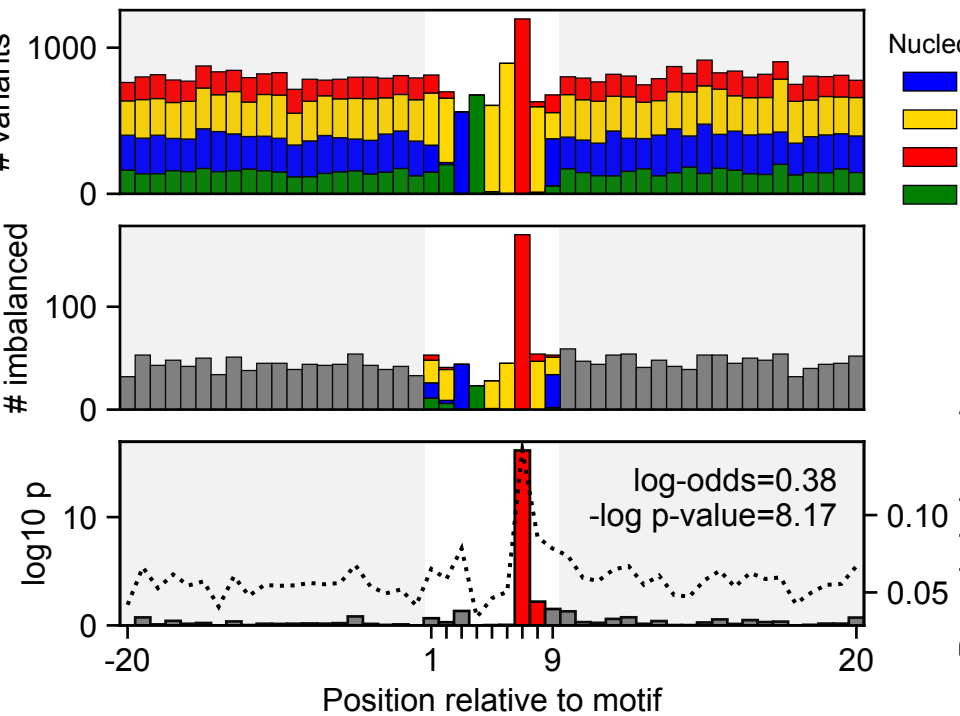 # variants
1000
0
Nucleo
# imbalanced
100
0
log10 p
10
0
log-odds=0.38
-log p-value=8.17
0.10
0.05
-20
1
9
20
Position relative to motif